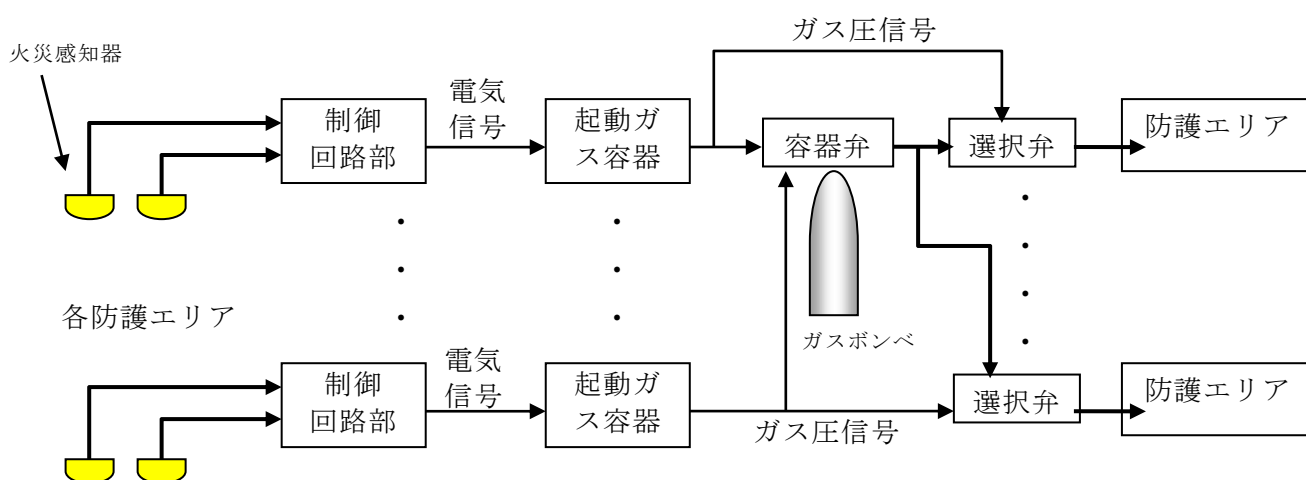 ガス圧信号
火災感知器
制御
回路部
電気
信号
起動ガ
ス容器
容器弁
選択弁
防護エリア
各防護エリア
ガスボンベ
制御
回路部
電気
信号
起動ガ
ス容器
ガス圧信号
選択弁
防護エリア